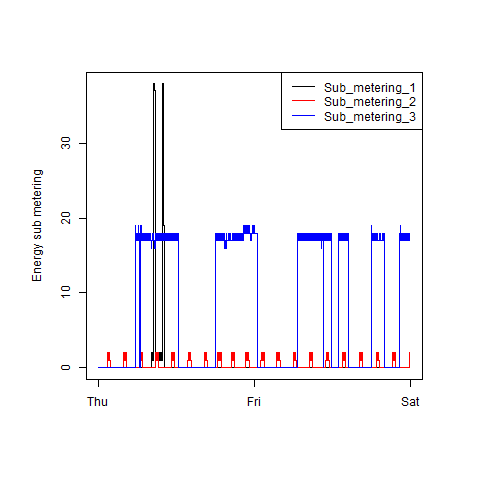 Sub_metering_1
Sub_metering_2
Sub_metering_3
Energy sub metering
30
20
10
0
Thu
Fri
Sat